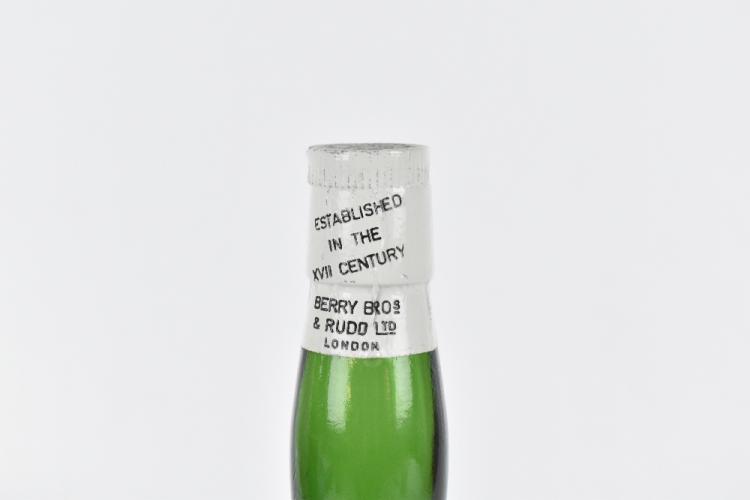 ESTABLISHED
IN THE
XVII CENTURY
BERRY BROS
& RUDD LTD
LONDON